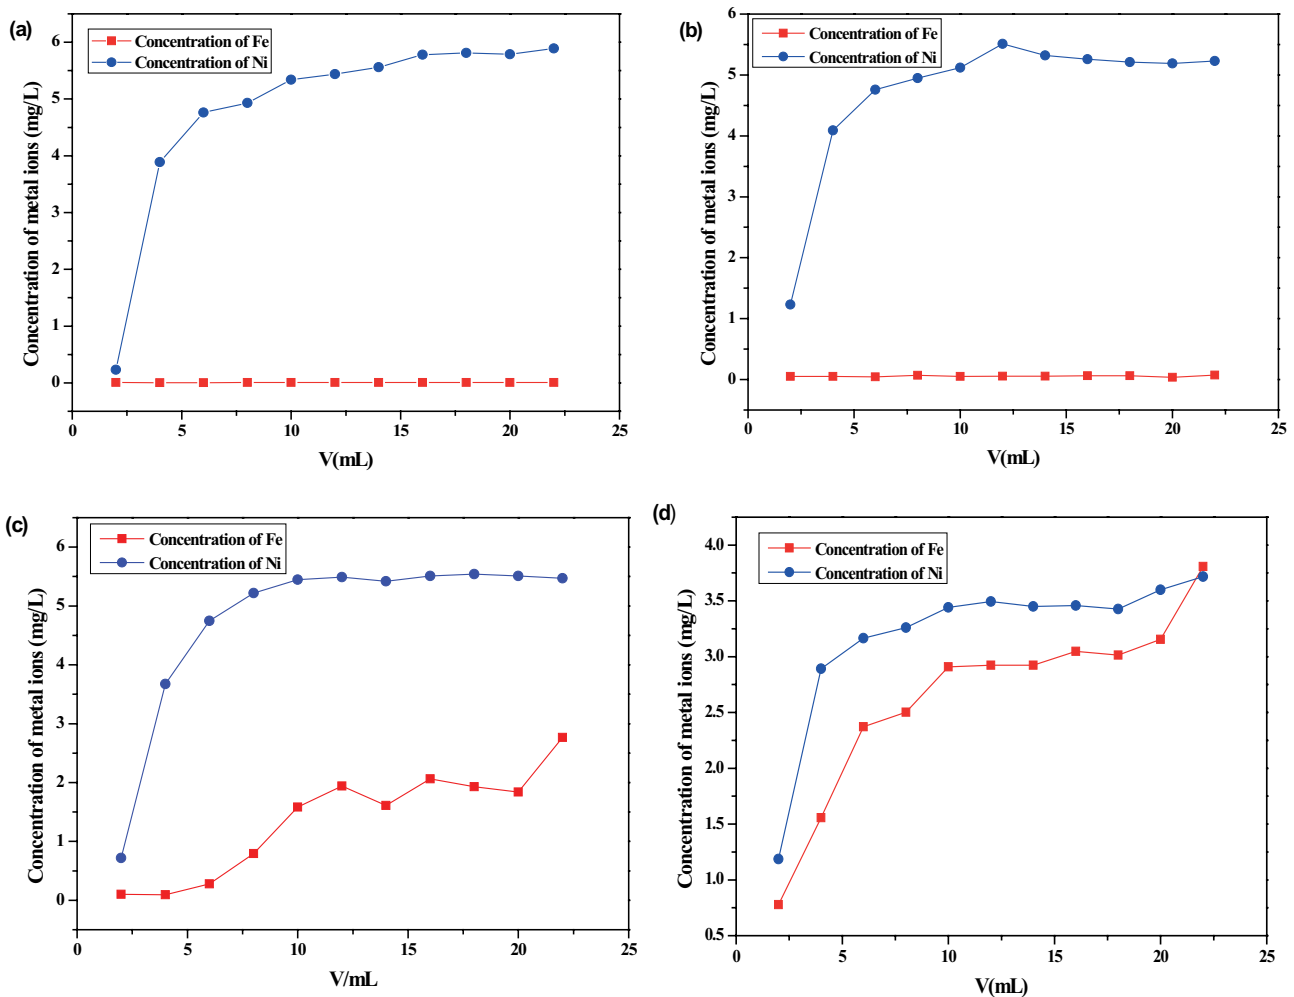 (a)
Concentration of Fe
Concentration of Ni
Concentration of metal ions (mg/L)
6
5
4
3
2
1
0
0
5
10
15
20
25
V(mL)
(b)
Concentration of Fe
Concentration of Ni
Concentration of metal ions (mg/L)
6
5
4
3
2
1
0
0
5
10
15
20
25
V(mL)
(c)
Concentration of Fe
Concentration of Ni
Concentration of metal ions (mg/L)
6
5
4
3
2
1
0
0
5
10
15
20
25
V/mL
(d)
Concentration of Fe
Concentration of Ni
Concentration of metal ions (mg/L)
4.0
3.5
3.0
2.5
2.0
1.5
1.0
0.5
0
5
10
15
20
25
V(mL)